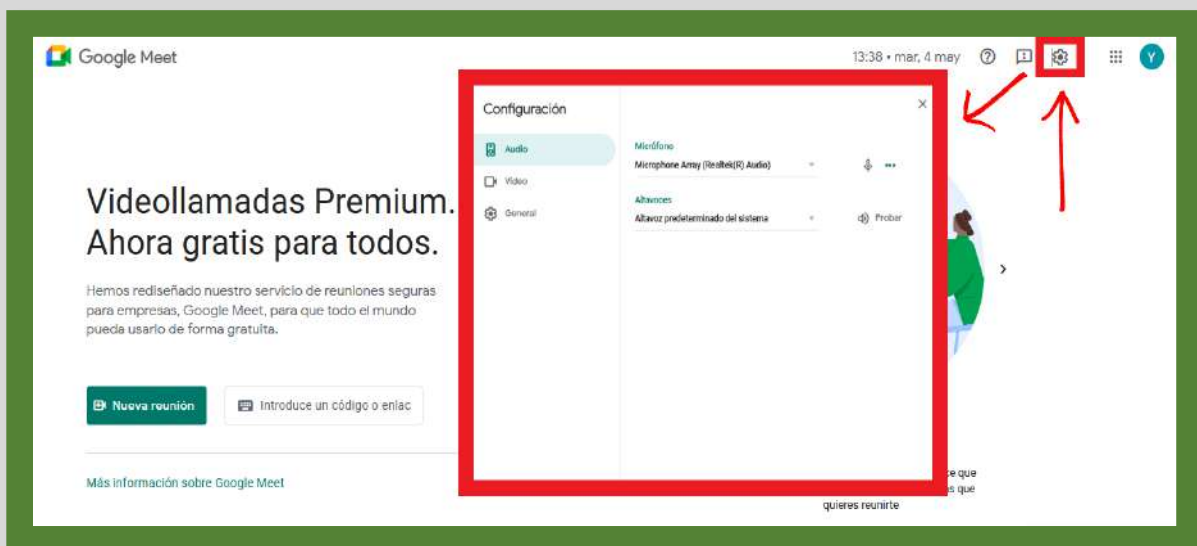 Google Meet
13:38 • mar, 4 may
Y
Configuración
Audio
Video
General
Micrófono
Microphone Array (Realtek(R) Audio)
Altavoces
Altavoz predeterminado del sistema
Probar
Videollamadas Premium.
Ahora gratis para todos.
Hemos rediseñado nuestro servicio de reuniones seguras
para empresas, Google Meet, para que todo el mundo
pueda usarlo de forma gratuita.
Nueva reunión
Introduce un código o enlac
Más información sobre Google Meet
que
que
quieres reunirte